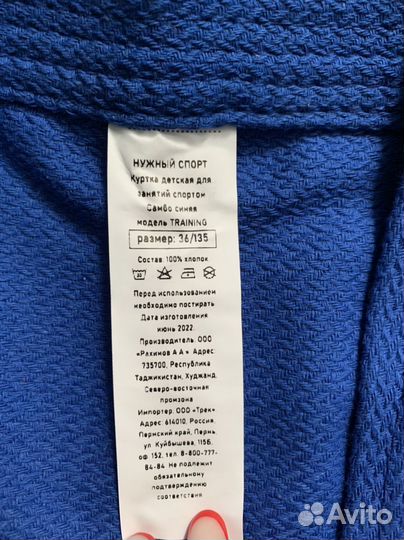 НУЖНЫЙ СПОРТ
Куртка детская для
занятий спортом
Самбо синяя
модель TRAINING
размер: 36/135
Состав: 100% хлопок
30
Перед использованием
необходимо постирать
Дата изготовления
июнь 2022.
Производитель: ООО
«Рахимов А.А.» Адрес:
735700, Республика
Таджикистан, Худжанд,
Северо-восточная
промзона
Импортер: ООО «Трек»
Адрес: 614010, Россия,
Пермский край, Пермь,
ул. Куйбышева, 115Б,
оф. 152, тел. 8-800-777-
84-84 Не подлежит
обязательному
подтверждению
соответствия
Avito